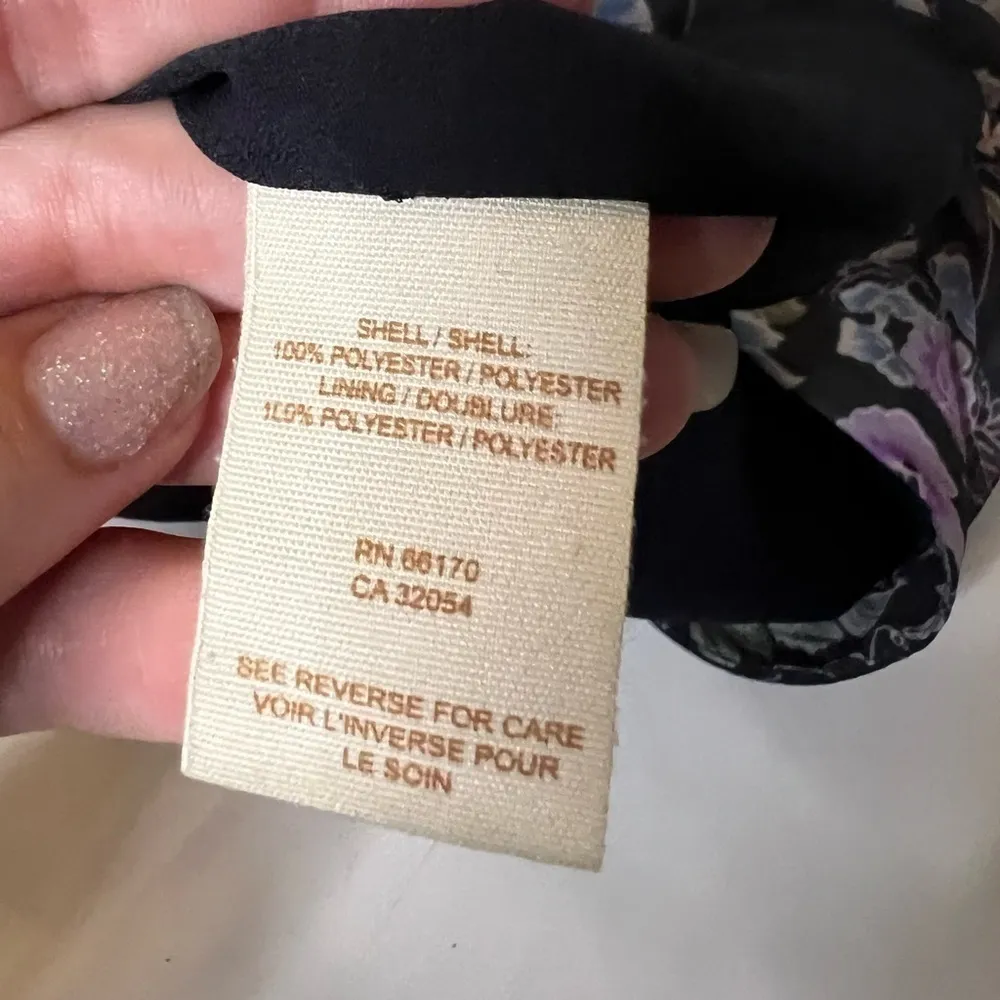 SHELL / SHELL:
100% POLYESTER / POLYESTER
LINING / DOUBLURE:
100% POLYESTER / POLYESTER
RN 66170
CA 32054
SEE REVERSE FOR CARE
VOIR L'INVERSE POUR
LE SOIN